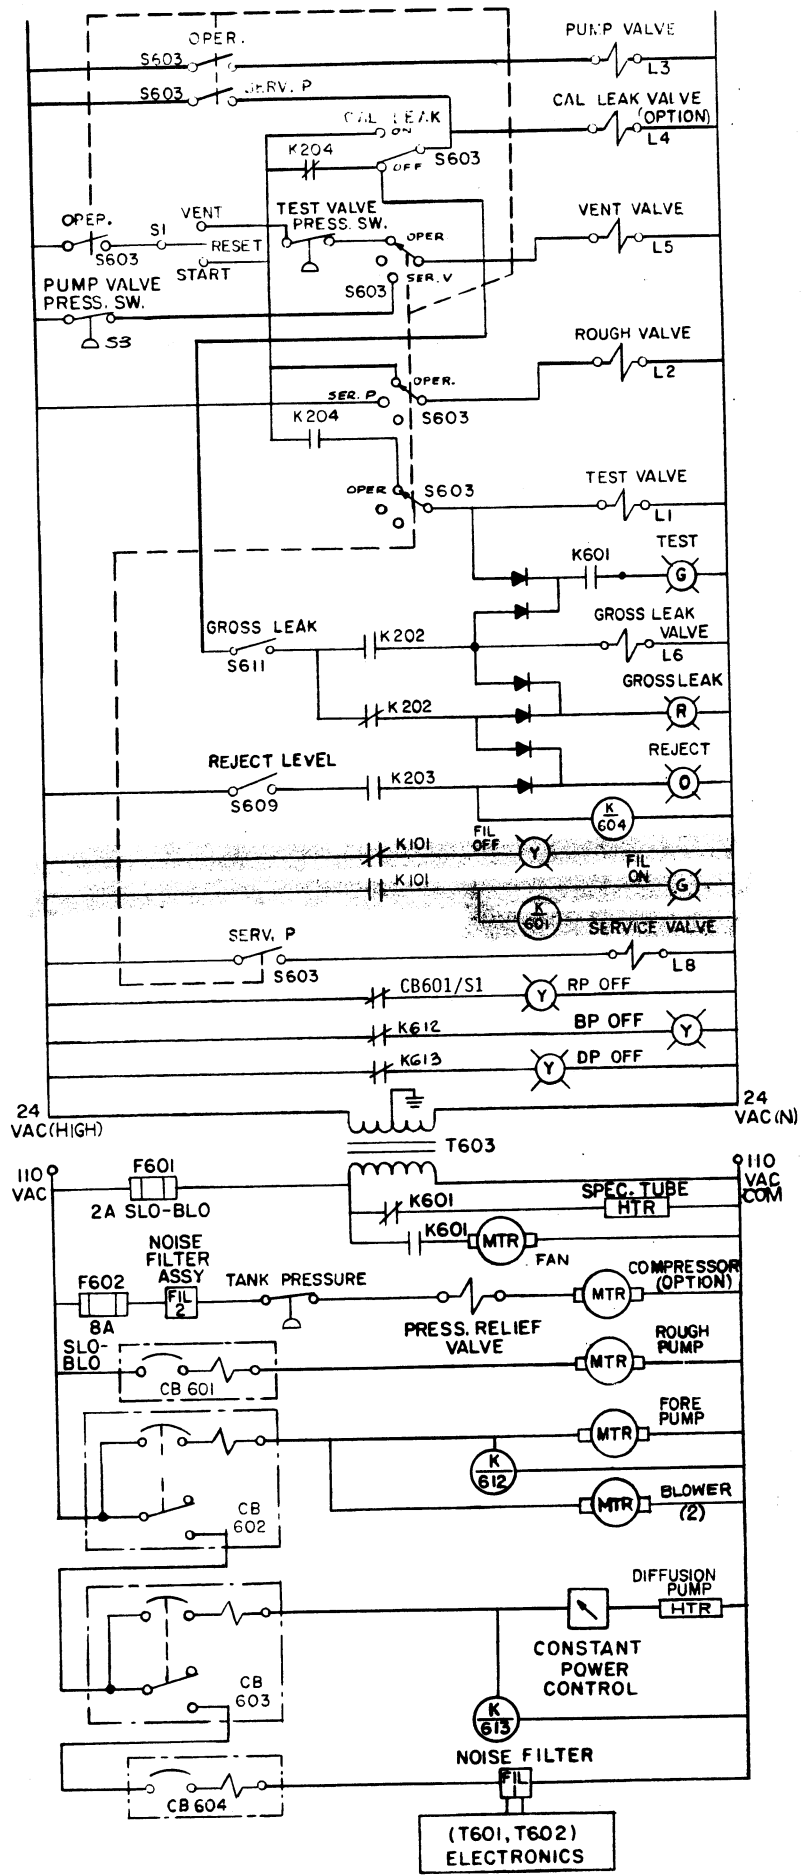 OPER.
PUMP VALVE
S603
L3
S603
SERV. P
CAL LEAK VALVE
(OPTION)
L4
CAL LEAK
ON
K204
OFF
S603
OPER.
S1
VENT
RESET
START
S603
TEST VALVE
PRESS. SW.
OPER
SER. V
S603
VENT VALVE
L5
PUMP VALVE
PRESS. SW.
S3
ROUGH VALVE
L2
SER. P
OPER.
S603
K204
OPER
S603
TEST VALVE
L1
TEST
K601
G
GROSS LEAK
S611
K202
GROSS LEAK
VALVE
L6
GROSS LEAK
K202
R
REJECT
REJECT LEVEL
S609
K203
O
K
604
K101
FIL
OFF
Y
K101
FIL
ON
G
K
601
SERVICE VALVE
SERV. P
S603
L8
CB601/S1
Y
RP OFF
K612
BP OFF
Y
K613
Y
DP OFF
24
VAC (HIGH)
24
VAC (N)
T603
110
VAC
F601
2A SLO-BLO
110
VAC
COM
K601
SPEC. TUBE
HTR
K601
MTR
FAN
NOISE
FILTER
ASSY
F602
8A
SLO-
BLO
FIL
2
TANK PRESSURE
PRESS. RELIEF
VALVE
COMPRESSOR
(OPTION)
MTR
CB 601
ROUGH
PUMP
MTR
FORE
PUMP
MTR
K
612
CB
602
MTR
BLOWER
(2)
DIFFUSION
PUMP
HTR
CONSTANT
POWER
CONTROL
CB
603
K
613
NOISE FILTER
FIL
1
CB 604
(T601, T602)
ELECTRONICS